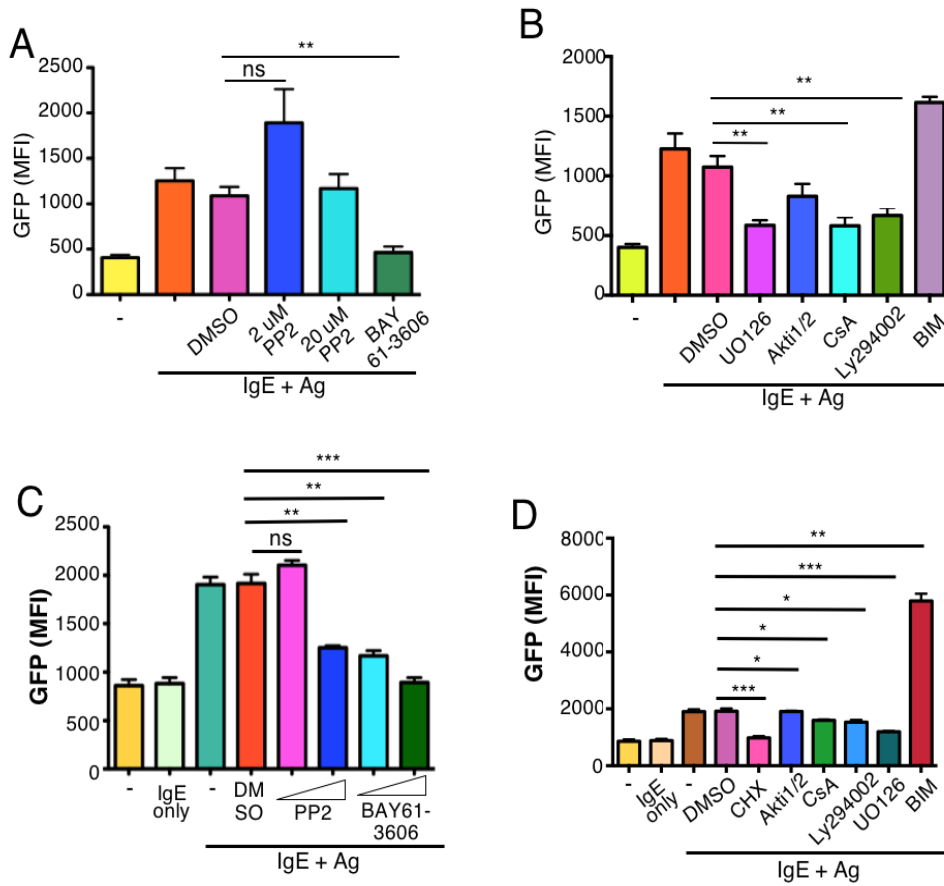 A
**
ns
2500
2000
1500
1000
500
0
GFP (MFI)
-
DMSO
2 uM
PP2
20 uM
PP2
BAY
61-3606
IgE + Ag
B
**
**
**
2000
1500
1000
500
0
GFP (MFI)
-
DMSO
UO126
Akti1/2
CsA
Ly294002
BIM
IgE + Ag
C
***
**
**
ns
2500
2000
1500
1000
500
0
GFP (MFI)
-
IgE
only
-
DM
SO
PP2
BAY61-
3606
IgE + Ag
D
**
***
*
*
*
***
8000
6000
4000
2000
0
GFP (MFI)
-
IgE
only
-
DMSO
CHX
Akti1/2
CsA
Ly294002
UO126
BIM
IgE + Ag